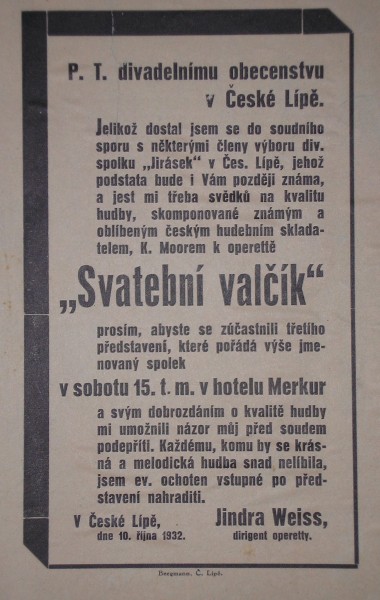 P. T. divadelnímu obecenstvu
v České Lípě.
Jelikož dostal jsem se do soudního
sporu s některými členy výboru div.
spolku „Jirásek“ v Čes. Lípě, jehož
podstata bude i Vám později známa,
a jest mi třeba svědků na kvalitu
hudby, skomponované známým a
oblíbeným českým hudebním sklada-
telem, K. Moorem k operettě
„Svatební valčík“
prosím, abyste se zúčastnili třetího
představení, které pořádá výše jme-
novaný spolek
v sobotu 15. t. m. v hotelu Merkur
a svým dobrozdáním o kvalitě hudby
mi umožnili názor můj před soudem
podepříti. Každému, komu by se krás-
ná a melodická hudba snad nelíbila,
jsem ev. ochoten vstupné po před-
stavení nahraditi.
V České Lípě,
dne 10. října 1932.
Jindra Weiss,
dirigent operetty.
Bergmann, Č. Lípě.